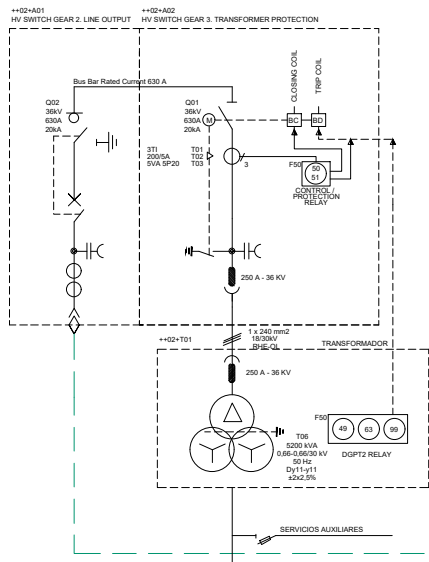 ++02+A01
HV SWITCH GEAR 2. LINE OUTPUT
++02+A02
HV SWITCH GEAR 3. TRANSFORMER PROTECTION
Bus Bar Rated Current 630 A
Q02
36kV
630A
20kA
Q01
36kV
630A
20kA
M
CLOSING COIL
TRIP COIL
BC
BD
3TI
200/5A
5VA 5P20
T01
T02
T03
3
F50
50
51
CONTROL /
PROTECTION
RELAY
250 A - 36 KV
1 x 240 mm2
18/30kV
RHE-OL
++02+T01
TRANSFORMADOR
250 A - 36 KV
T06
5200 kVA
0,66-0,66/30 kV
50 Hz
Dy11-y11
±2x2,5%
F50
49
63
99
DGPT2 RELAY
SERVICIOS AUXILIARES